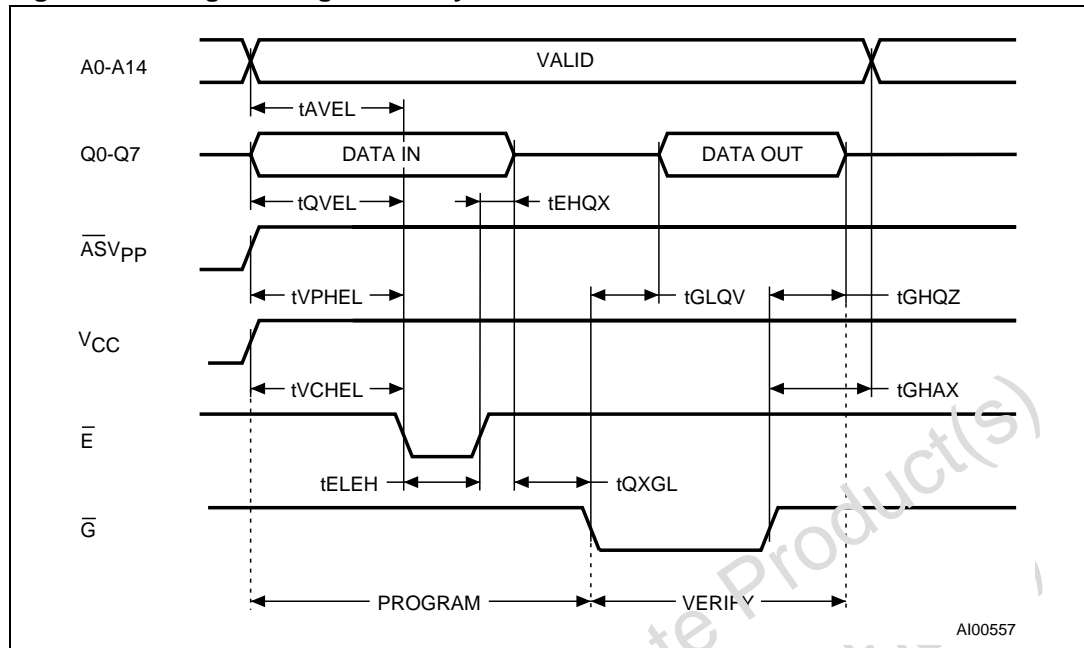 A0-A14
VALID
tAVEL
Q0-Q7
DATA IN
DATA OUT
tQVEL
tEHQX
ASVPP
tVPHEL
tGLQV
tGHQZ
VCC
tVCHEL
tGHAX
E
tELEH
tQXGL
G
PROGRAM
VERIFY
AI00557
Product(s)